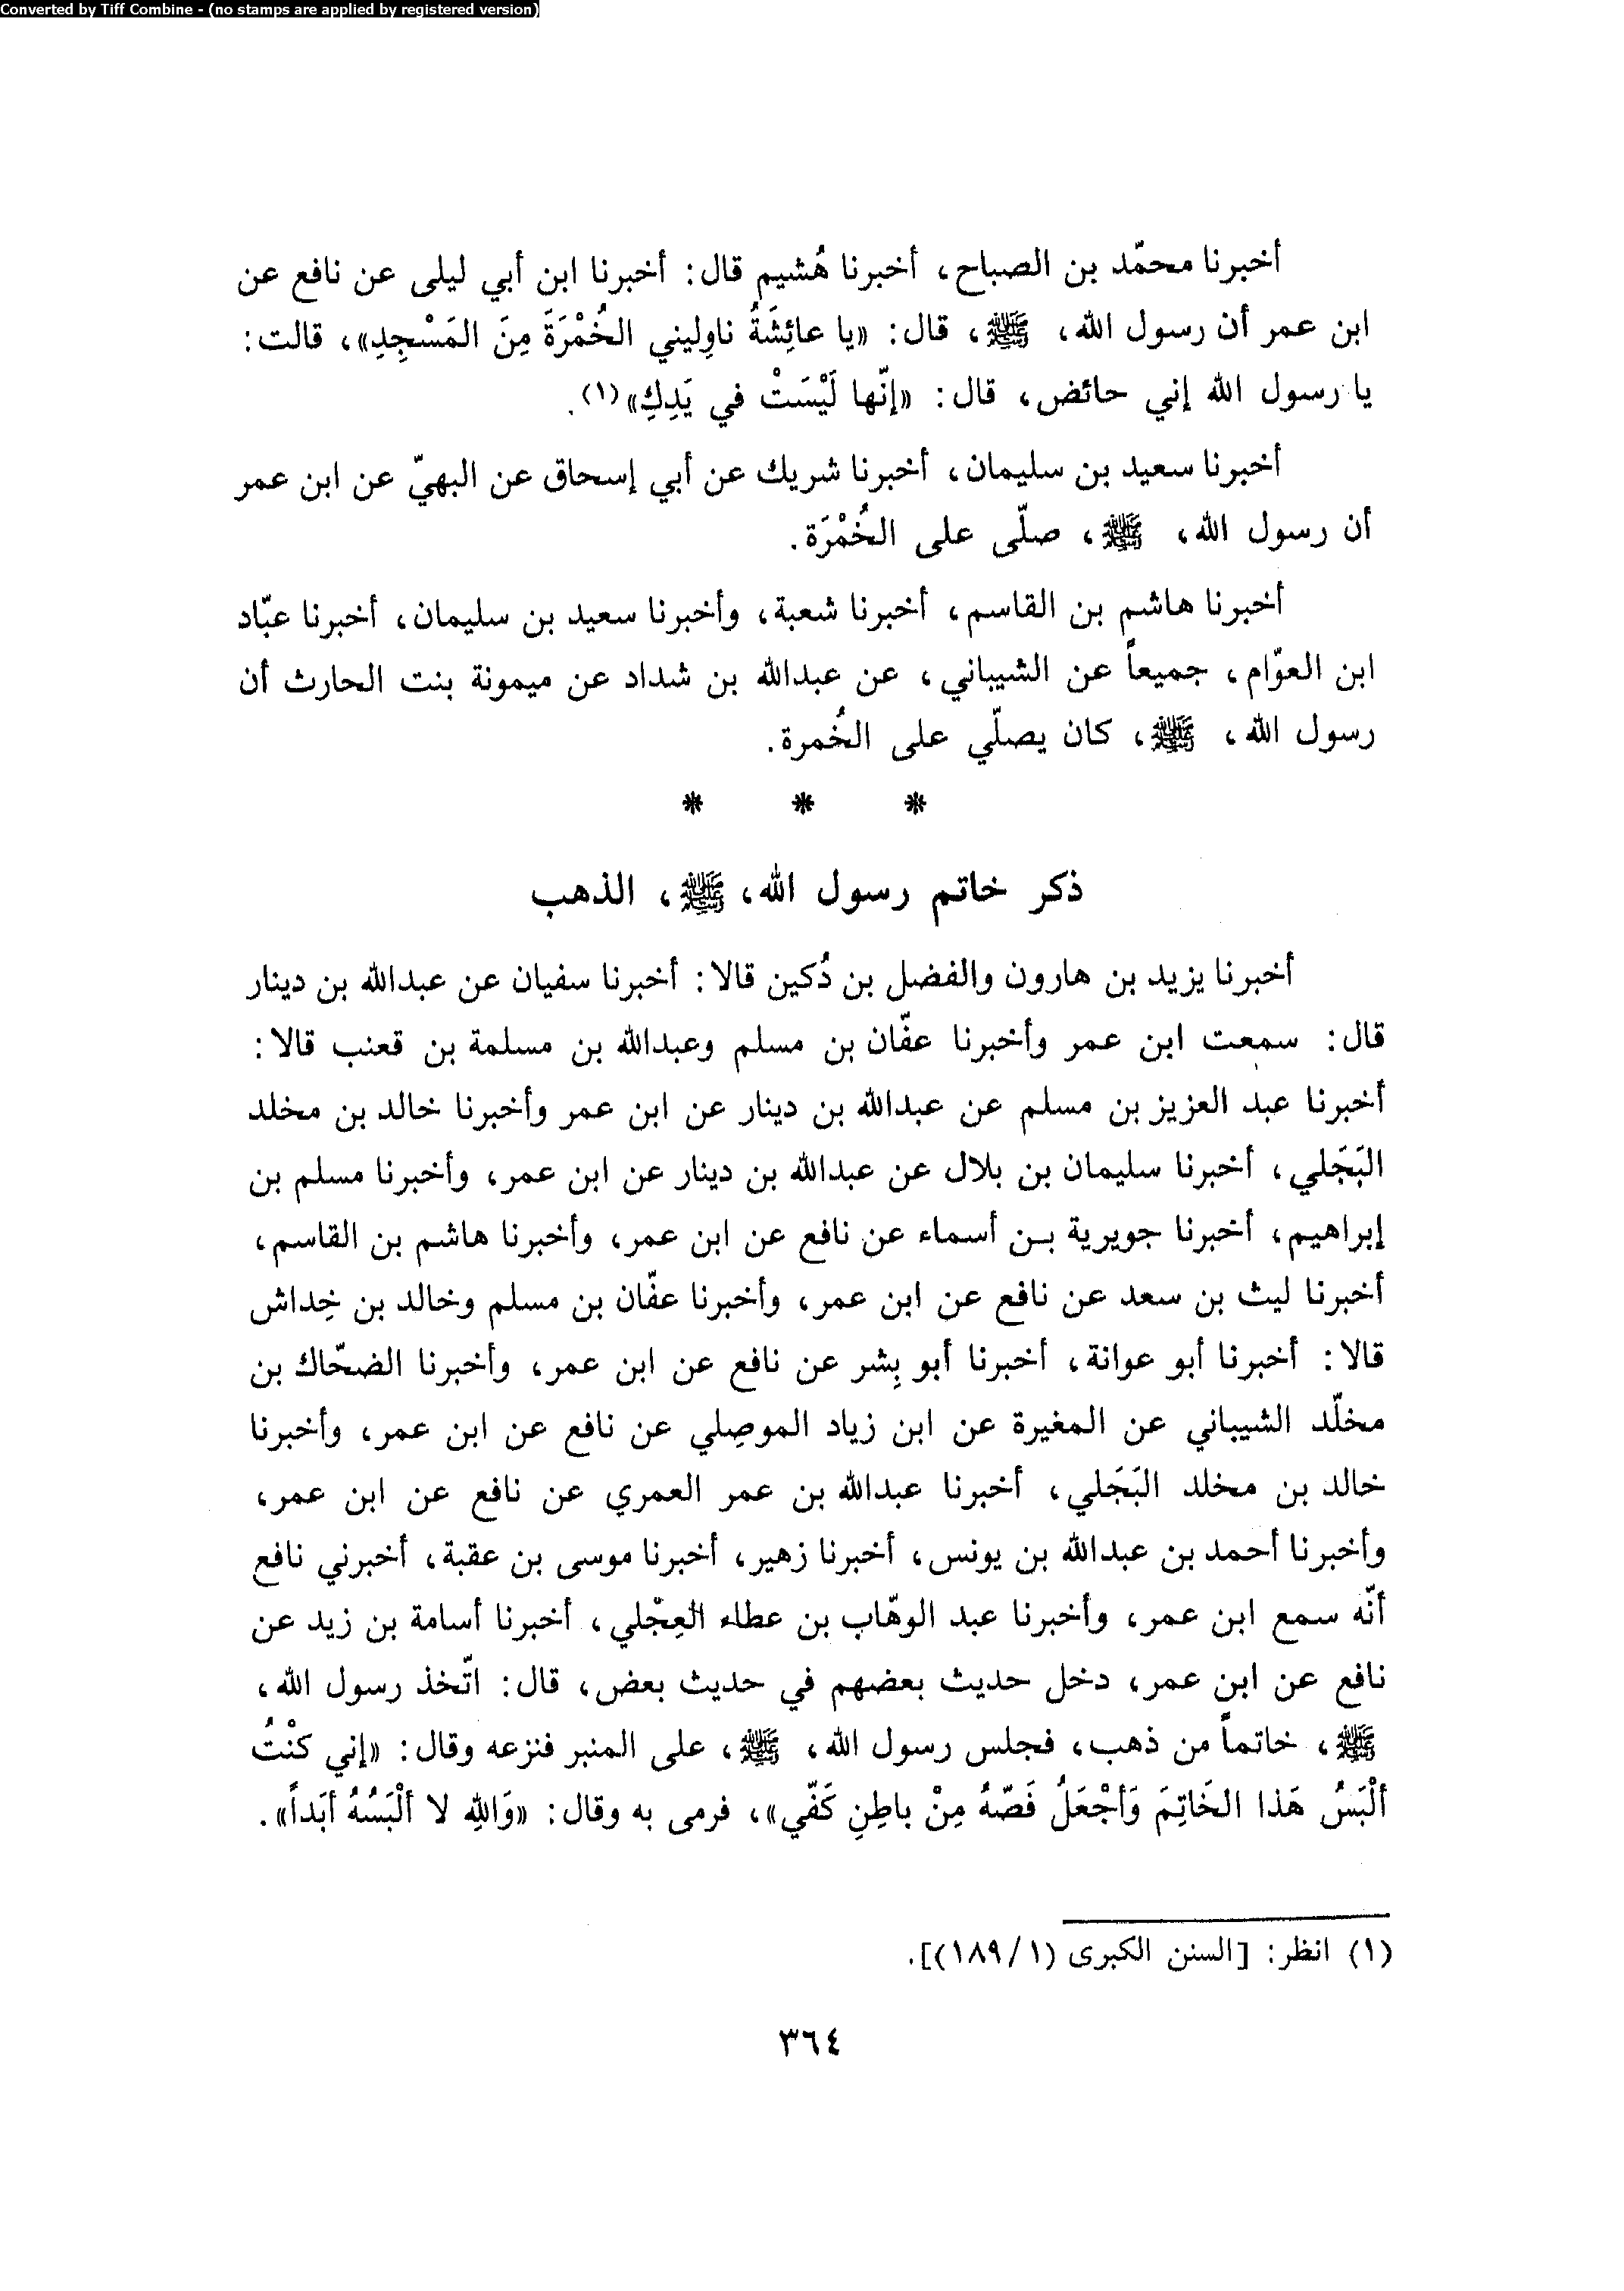 Converted by Tiff Combine - (no stamps are applied by registered version)
أخبرنا محمّد بن الصباح، أخبرنا هُشيم قال: أخبرنا ابن أبي ليلى عن نافع عن
ابن عمر أن رسول الله، ﷺ، قال: «يا عائِشَةُ ناوِليني الخُمْرَةَ مِنَ المَسْجِدِ»، قالت:
يا رسول الله إني حائض، قال: «إنّها لَيْسَتْ في يَدِكِ»(١).
أخبرنا سعيد بن سليمان، أخبرنا شريك عن أبي إسحاق عن البهيّ عن ابن عمر
أن رسول الله، ﷺ، صلّى على الخُمْرَة.
أخبرنا هاشم بن القاسم، أخبرنا شعبة، وأخبرنا سعيد بن سليمان، أخبرنا عبّاد
ابن العوّام، جميعاً عن الشيباني، عن عبدالله بن شداد عن ميمونة بنت الحارث أن
رسول الله، ﷺ، كان يصلّي على الخُمرة.
* * *
ذكر خاتم رسول الله، ﷺ، الذهب
أخبرنا يزيد بن هارون والفضل بن دُكين قالا: أخبرنا سفيان عن عبدالله بن دينار
قال: سمعت ابن عمر وأخبرنا عفّان بن مسلم وعبدالله بن مسلمة بن قعنب قالا:
أخبرنا عبد العزيز بن مسلم عن عبدالله بن دينار عن ابن عمر وأخبرنا خالد بن مخلد
البَجَلي، أخبرنا سليمان بن بلال عن عبدالله بن دينار عن ابن عمر، وأخبرنا مسلم بن
إبراهيم، أخبرنا جويرية بـن أسماء عن نافع عن ابن عمر، وأخبرنا هاشم بن القاسم،
أخبرنا ليث بن سعد عن نافع عن ابن عمر، وأخبرنا عفّان بن مسلم وخالد بن خِداش
قالا: أخبرنا أبو عوانة، أخبرنا أبو بِشر عن نافع عن ابن عمر، وأخبرنا الضحّاك بن
مخلّد الشيباني عن المغيرة عن ابن زياد الموصِلي عن نافع عن ابن عمر، وأخبرنا
خالد بن مخلد البَجَلي، أخبرنا عبدالله بن عمر العمري عن نافع عن ابن عمر،
وأخبرنا أحمد بن عبدالله بن يونس، أخبرنا زهير، أخبرنا موسى بن عقبة، أخبرني نافع
أنّه سمع ابن عمر، وأخبرنا عبد الوهّاب بن عطاء العِجْلي، أخبرنا أسامة بن زيد عن
نافع عن ابن عمر، دخل حديث بعضهم في حديث بعض، قال: اتّخذ رسول الله،
ﷺ، خاتماً من ذهب، فجلس رسول الله، ﷺ، على المنبر فنزعه وقال: «إني كُنْتُ
ألْبَسُ هَذا الخَاتِمَ وَأجْعَلُ فَصّهُ مِنْ باطِنِ كَفّي»، فرمى به وقال: «وَاللهِ لا ألْبَسُهُ أبَداً».
(١) انظر: [السنن الكبرى (١/١٨٩)].
٣٦٤